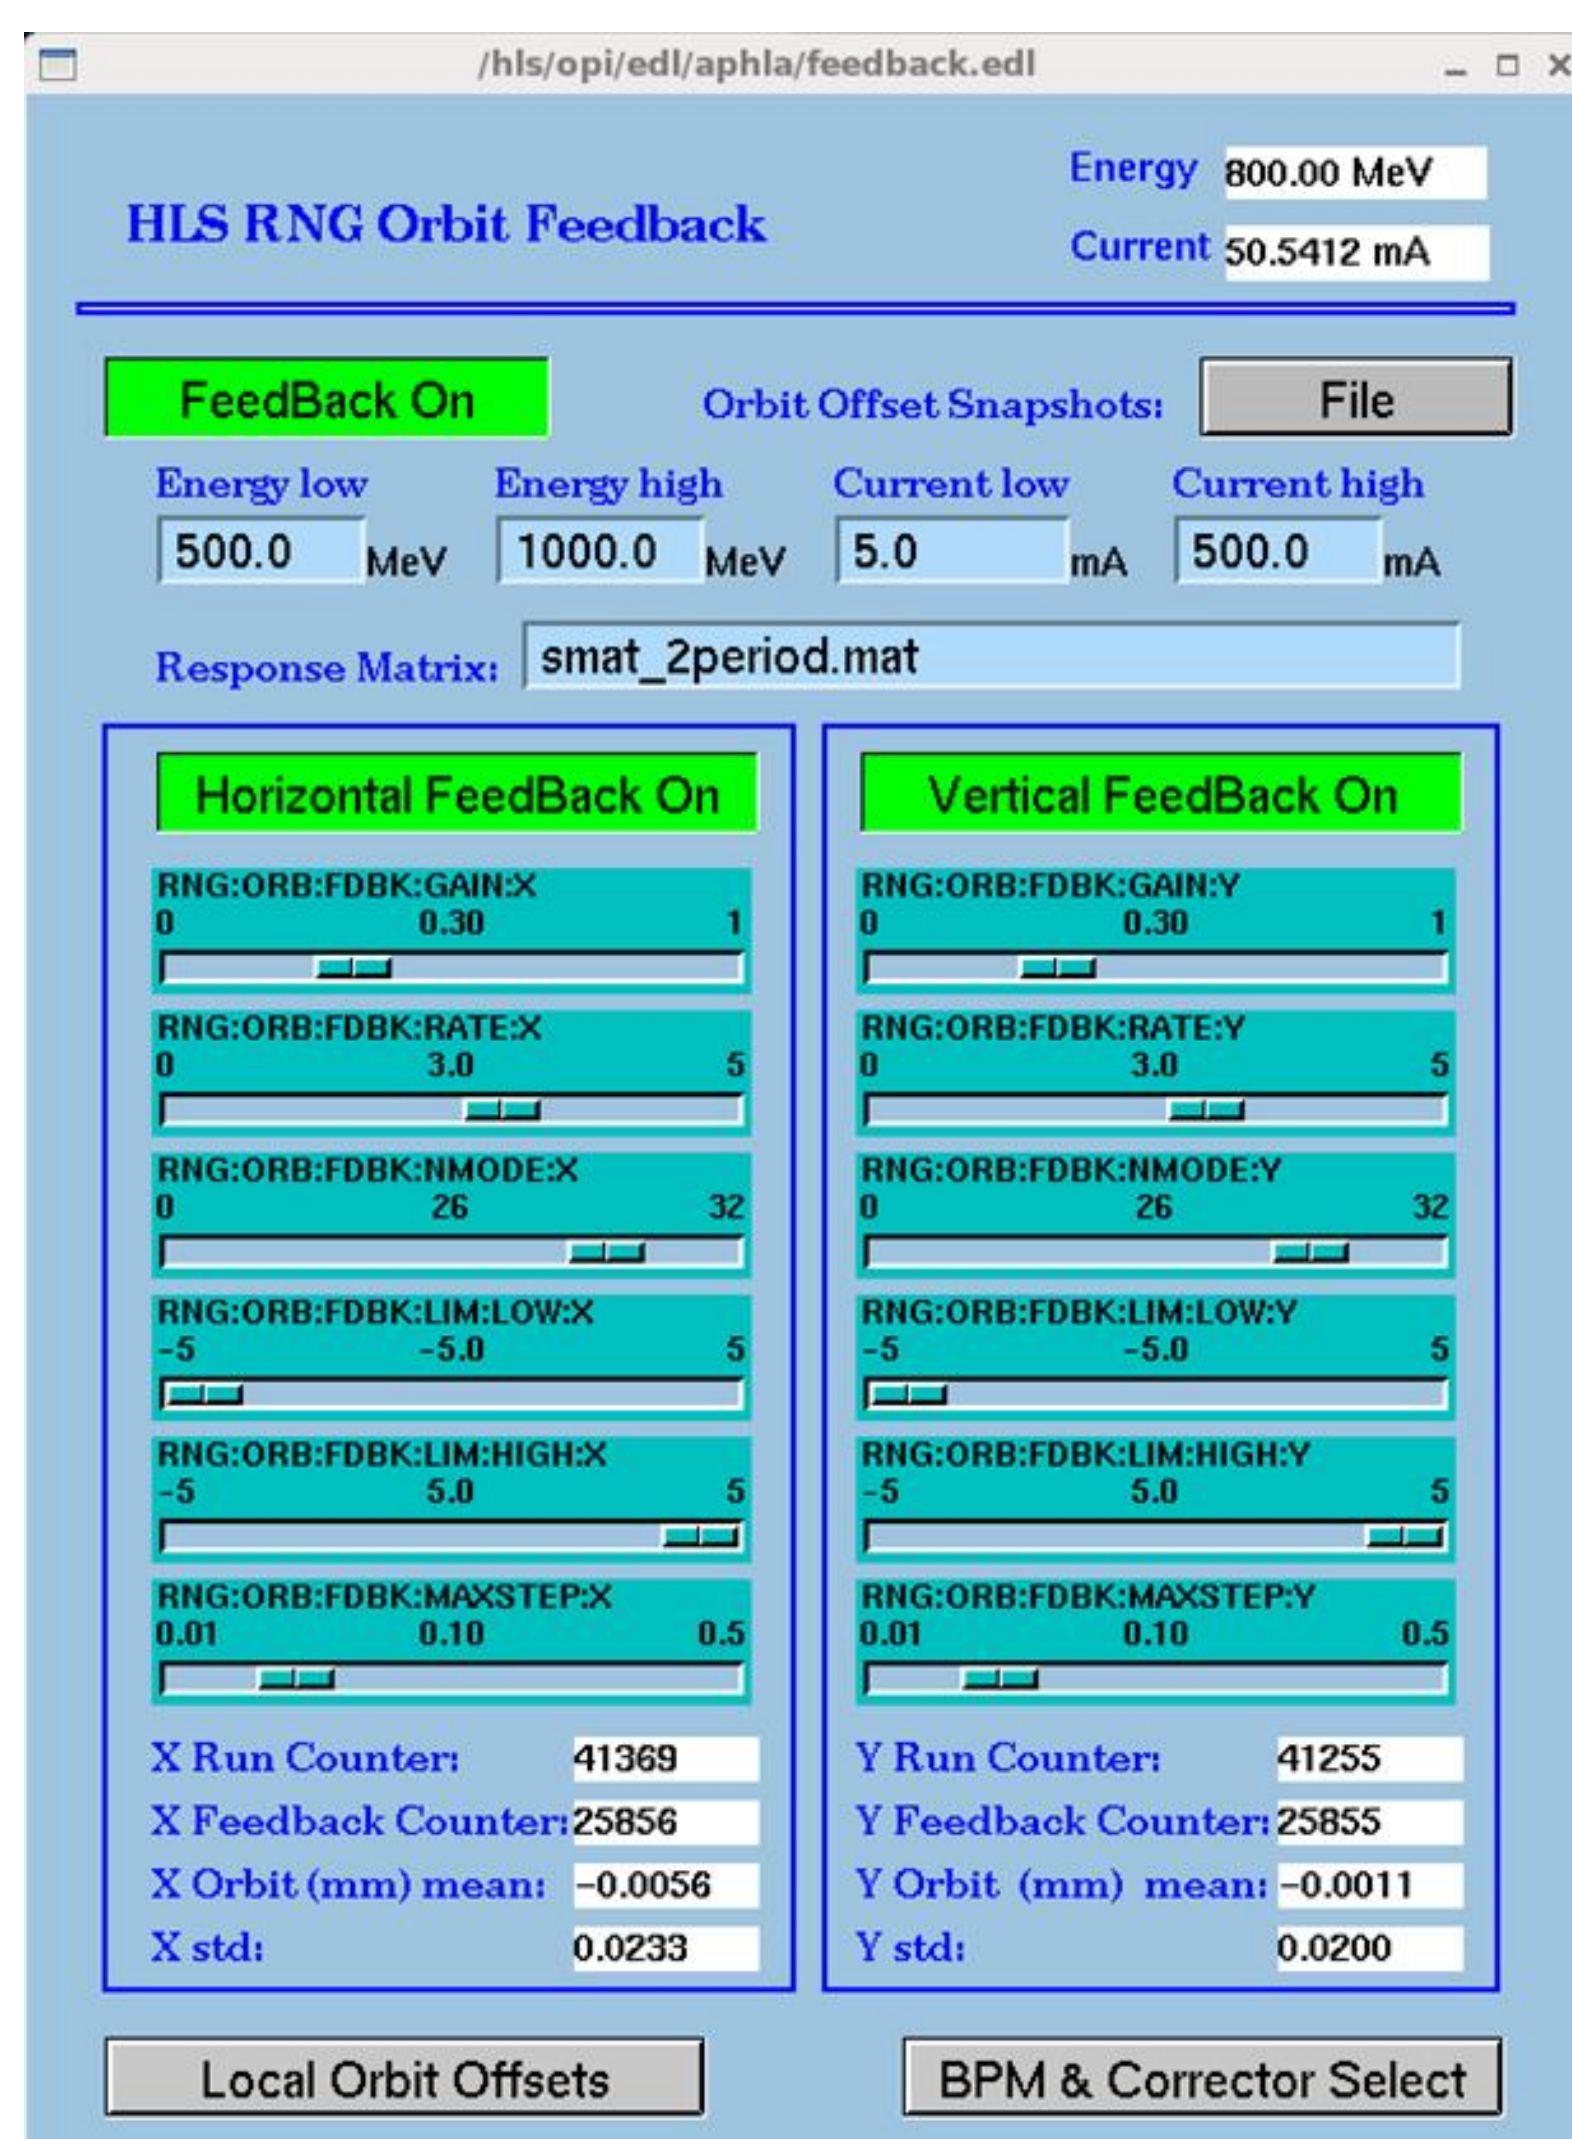 /hls/opi/edl/aphla/feedback.edl
Energy 800.00 MeV
HLS RNG Orbit Feedback
Current 50.5412 mA
FeedBack On Orbit Offset Snapshots: File
Energy low Energy high Current low Current high
500.0 MeV 1000.0 MeV 5.0 mA 500.0 mA
Response Matrix: smat_2period.mat
Horizontal FeedBack On
RNG:ORB:FDBK:GAIN:X
0 0.30 1
RNG:ORB:FDBK:RATE:X
0 3.0 5
RNG:ORB:FDBK:NMODE:X
0 26 32
RNG:ORB:FDBK:LIM:LOW:X
-5 -5.0 5
RNG:ORB:FDBK:LIM:HIGH:X
-5 5.0 5
RNG:ORB:FDBK:MAXSTEP:X
0.01 0.10 0.5
X Run Counter: 41369
X Feedback Counter: 25856
X Orbit (mm) mean: -0.0056
X std: 0.0233
Vertical FeedBack On
RNG:ORB:FDBK:GAIN:Y
0 0.30 1
RNG:ORB:FDBK:RATE:Y
0 3.0 5
RNG:ORB:FDBK:NMODE:Y
0 26 32
RNG:ORB:FDBK:LIM:LOW:Y
-5 -5.0 5
RNG:ORB:FDBK:LIM:HIGH:Y
-5 5.0 5
RNG:ORB:FDBK:MAXSTEP:Y
0.01 0.10 0.5
Y Run Counter: 41255
Y Feedback Counter: 25855
Y Orbit (mm) mean: -0.0011
Y std: 0.0200
Local Orbit Offsets BPM & Corrector Select